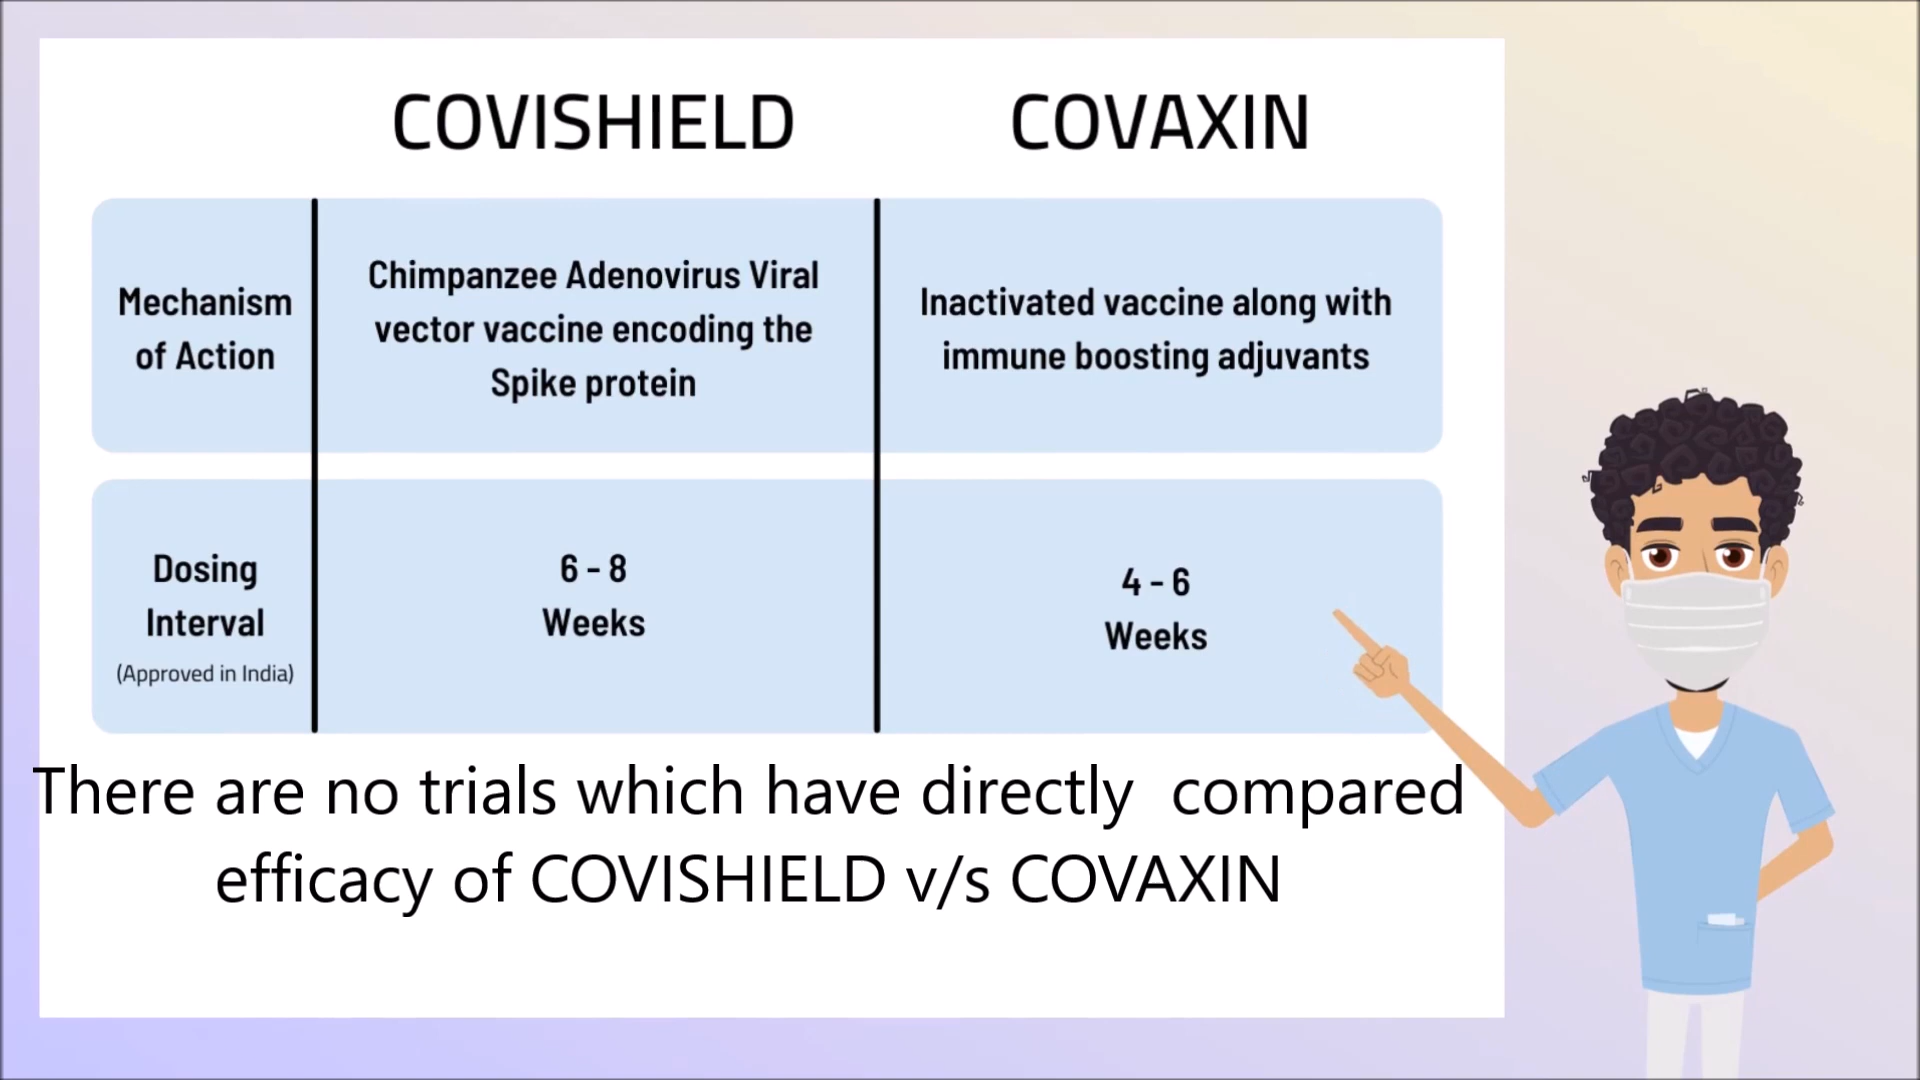 COVISHIELD COVAXIN
Mechanism
of Action
Chimpanzee Adenovirus Viral
vector vaccine encoding the
Spike protein
Inactivated vaccine along with
immune boosting adjuvants
Dosing
Interval
(Approved in India)
6 - 8
Weeks
4 - 6
Weeks
There are no trials which have directly compared
efficacy of COVISHIELD v/s COVAXIN